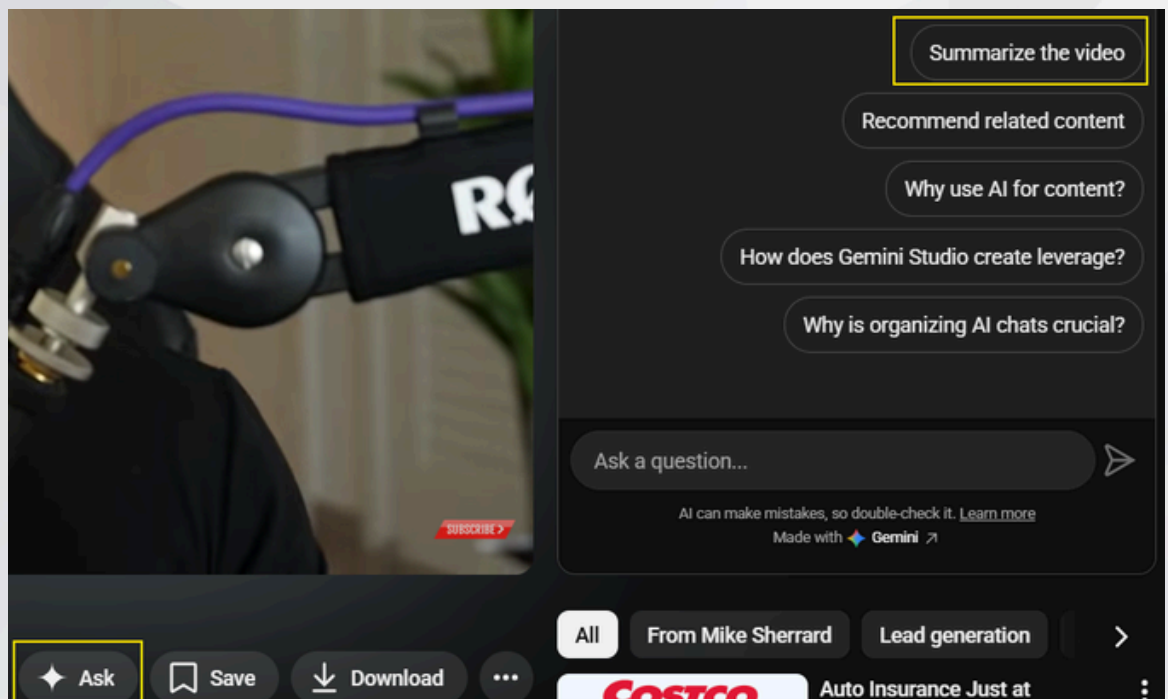 Summarize the video
Recommend related content
Why use AI for content?
How does Gemini Studio create leverage?
Why is organizing AI chats crucial?
Ask a question...
AI can make mistakes, so double-check it. Learn more
Made with Gemini
RØ
SUBSCRIBE >
Ask
Save
Download
All
From Mike Sherrard
Lead generation
COSTCO
Auto Insurance Just at